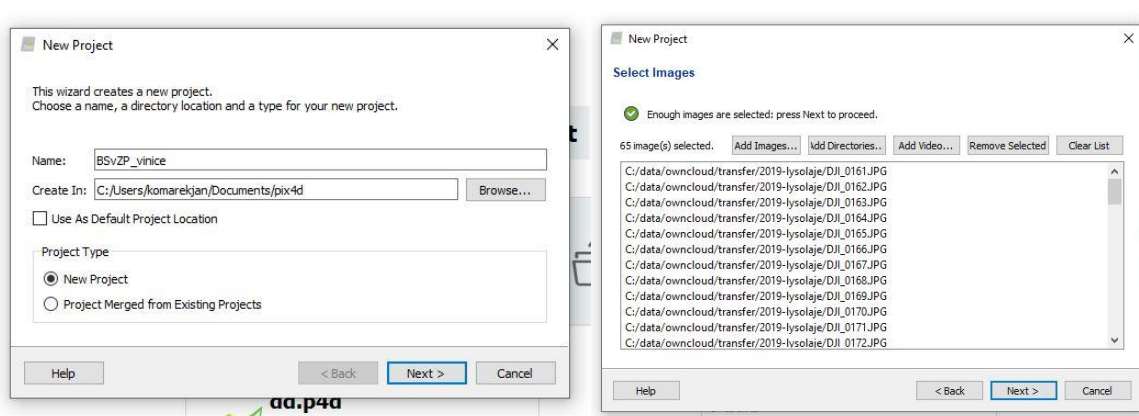 New Project
This wizard creates a new project.
Choose a name, a directory location and a type for your new project.
Name: BSvZP_vinice
Create In: C:/Users/komarekjan/Documents/pix4d Browse...
Use As Default Project Location
Project Type
New Project
Project Merged from Existing Projects
Help < Back Next > Cancel
dd.p4d
t
New Project
Select Images
Enough images are selected: press Next to proceed.
65 image(s) selected. Add Images... Add Directories... Add Video... Remove Selected Clear List
C:/data/owncloud/transfer/2019-lysolaje/DJI_0161.JPG
C:/data/owncloud/transfer/2019-lysolaje/DJI_0162.JPG
C:/data/owncloud/transfer/2019-lysolaje/DJI_0163.JPG
C:/data/owncloud/transfer/2019-lysolaje/DJI_0164.JPG
C:/data/owncloud/transfer/2019-lysolaje/DJI_0165.JPG
C:/data/owncloud/transfer/2019-lysolaje/DJI_0166.JPG
C:/data/owncloud/transfer/2019-lysolaje/DJI_0167.JPG
C:/data/owncloud/transfer/2019-lysolaje/DJI_0168.JPG
C:/data/owncloud/transfer/2019-lysolaje/DJI_0169.JPG
C:/data/owncloud/transfer/2019-lysolaje/DJI_0170.JPG
C:/data/owncloud/transfer/2019-lysolaje/DJI_0171.JPG
C:/data/owncloud/transfer/2019-lysolaje/DJI_0172.JPG
Help < Back Next > Cancel